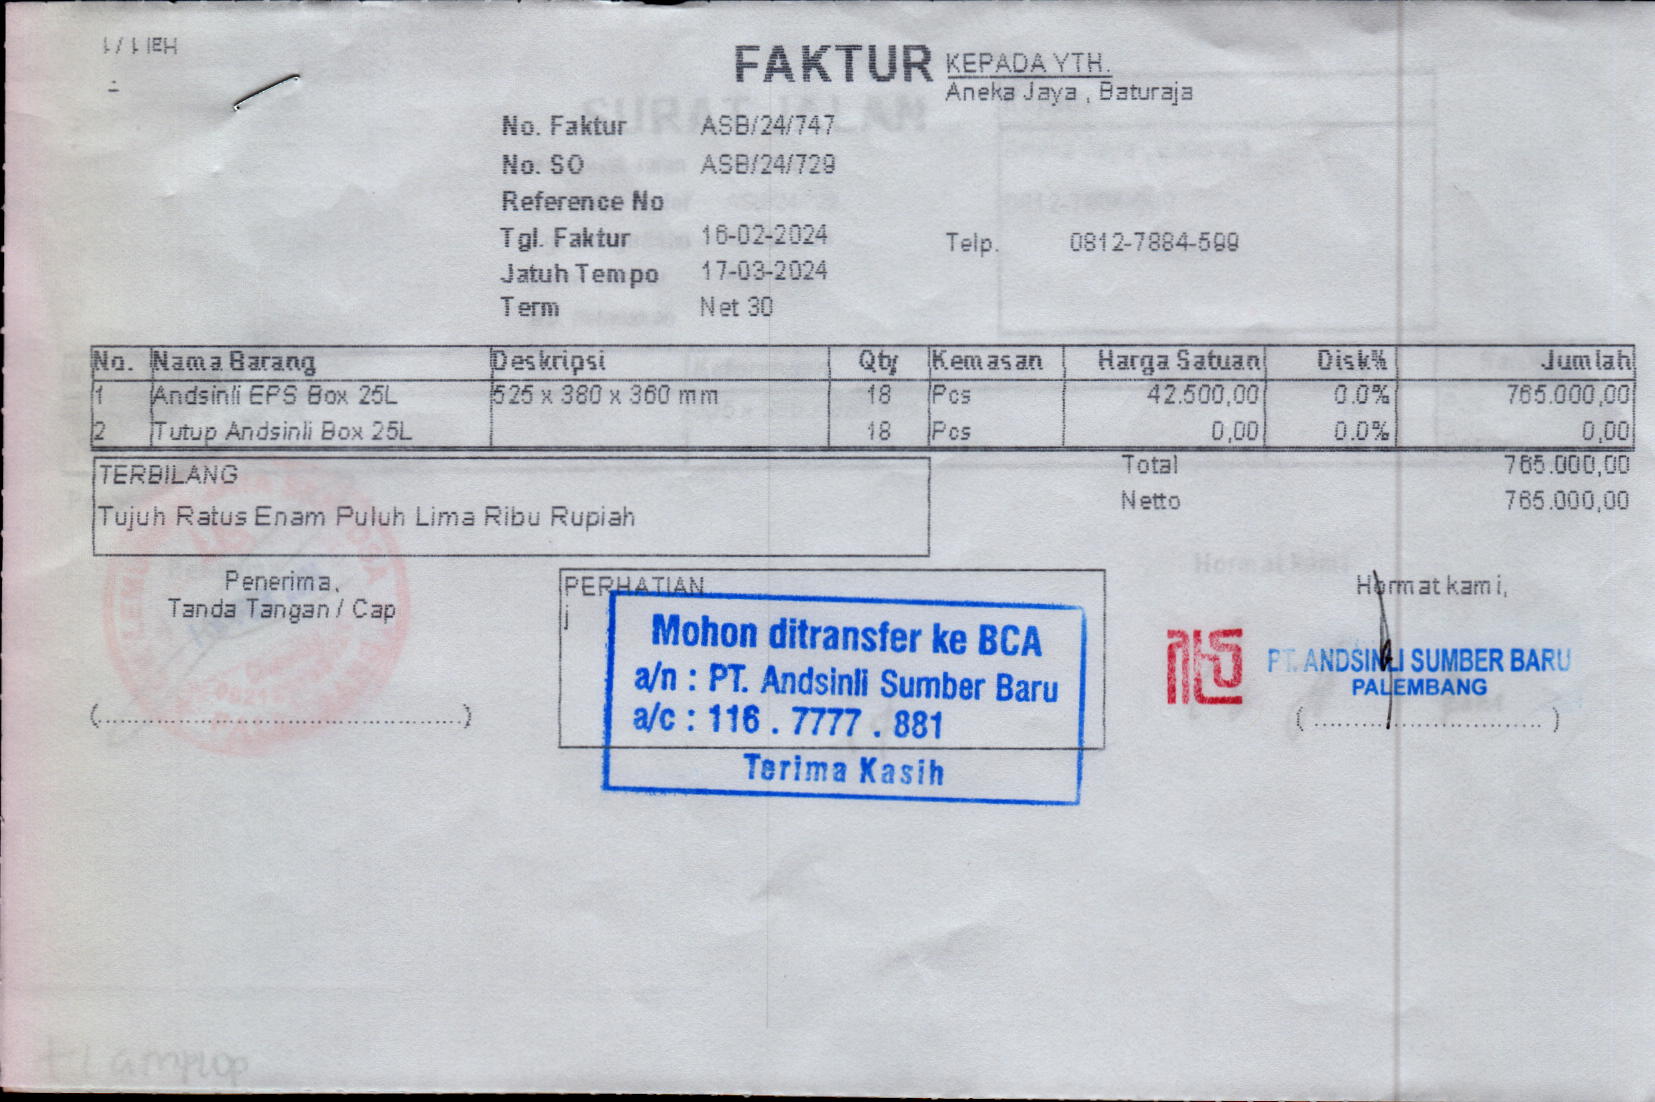 Hal 1 / 1
FAKTUR
KEPADA YTH.
Aneka Jaya , Baturaja
No. Faktur ASB/24/747
No. SO ASB/24/729
Reference No
Tgl. Faktur 16-02-2024
Telp. 0812-7884-599
Jatuh Tempo 17-03-2024
Term Net 30
No. Nama Barang Deskripsi Qty Kemasan Harga Satuan Disk% Jumlah
1 Andsinli EPS Box 25L 525 x 380 x 360 mm 18 Pcs 42.500,00 0.0% 765.000,00
2 Tutup Andsinli Box 25L 18 Pcs 0,00 0.0% 0,00
TERBILANG
Tujuh Ratus Enam Puluh Lima Ribu Rupiah
Total 765.000,00
Netto 765.000,00
Penerima,
Tanda Tangan / Cap
(..............................................)
PERHATIAN
j
Mohon ditransfer ke BCA
a/n : PT. Andsinli Sumber Baru
a/c : 116 . 7777 . 881
Terima Kasih
Hormat kami,
PT. ANDSINLI SUMBER BARU
PALEMBANG
( ............................. )